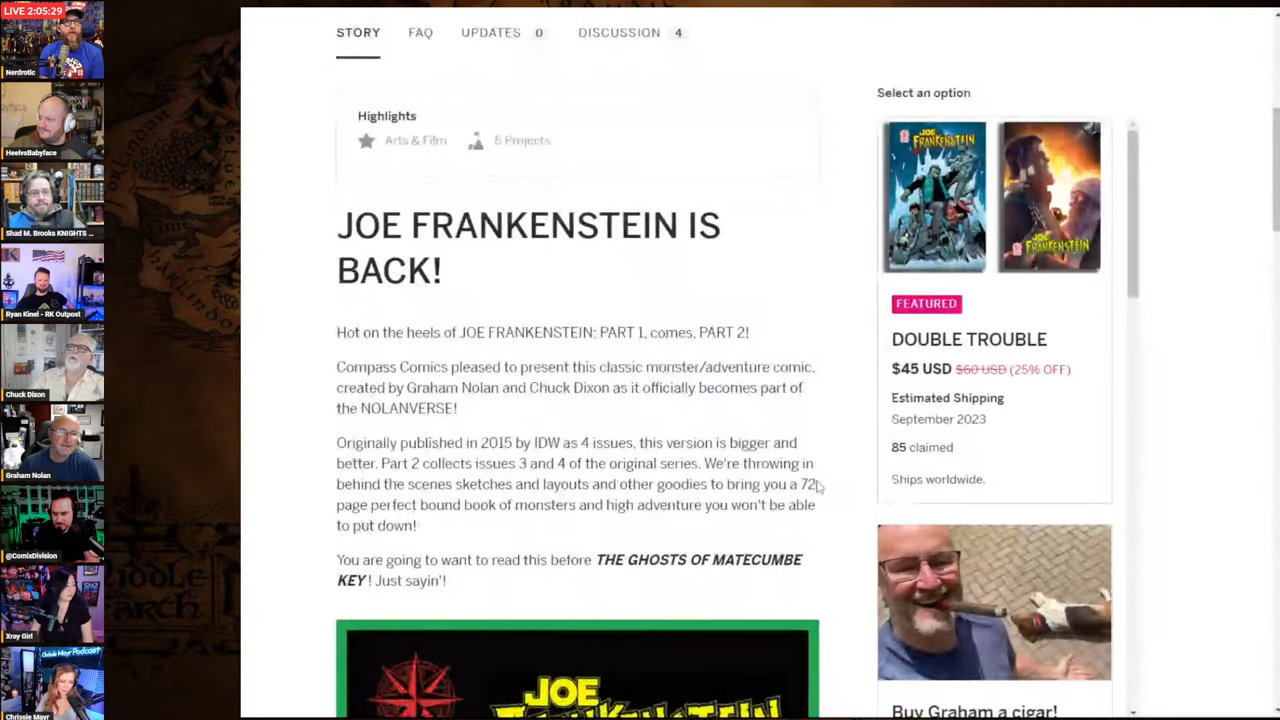 LIVE 2:05:29
Nerdrotic
HeelvsBabyface
Shad M. Brooks KNIGHTS ...
Ryan Kinel - RK Outpost
Chuck Dixon
Graham Nolan
@ComixDivision
Xray Girl
Chrissie Mayr Podcast
Chrissie Mayr
STORY
FAQ
UPDATES 0
DISCUSSION 4
Highlights
Arts & Film
5 Projects
JOE FRANKENSTEIN IS
BACK!
Hot on the heels of JOE FRANKENSTEIN: PART 1, comes, PART 2!
Compass Comics pleased to present this classic monster/adventure comic,
created by Graham Nolan and Chuck Dixon as it officially becomes part of
the NOLANVERSE!
Originally published in 2015 by IDW as 4 issues, this version is bigger and
better. Part 2 collects issues 3 and 4 of the original series. We're throwing in
behind the scenes sketches and layouts and other goodies to bring you a 72
page perfect bound book of monsters and high adventure you won't be able
to put down!
You are going to want to read this before THE GHOSTS OF MATECUMBE
KEY! Just sayin'!
JOE
FRANKENSTEIN
Select an option
JOE
FRANKENSTEIN
JOE
FRANKENSTEIN
FEATURED
DOUBLE TROUBLE
$45 USD $60 USD (25% OFF)
Estimated Shipping
September 2023
85 claimed
Ships worldwide.
Buy Graham a cigar!